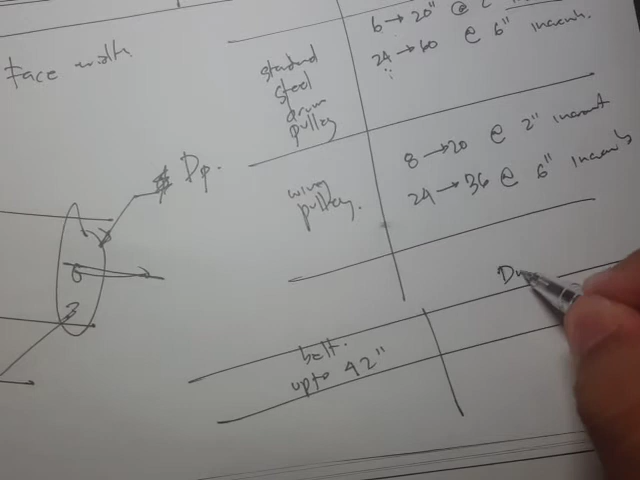 Face width
Dp.
standard
steel
drum
pulley
6 → 20" @ 2"
24 → 60 @ 6" increm.
wing
pulley.
8 → 20 @ 2" increment
24 → 36 @ 6" increments
belt.
upto 42"